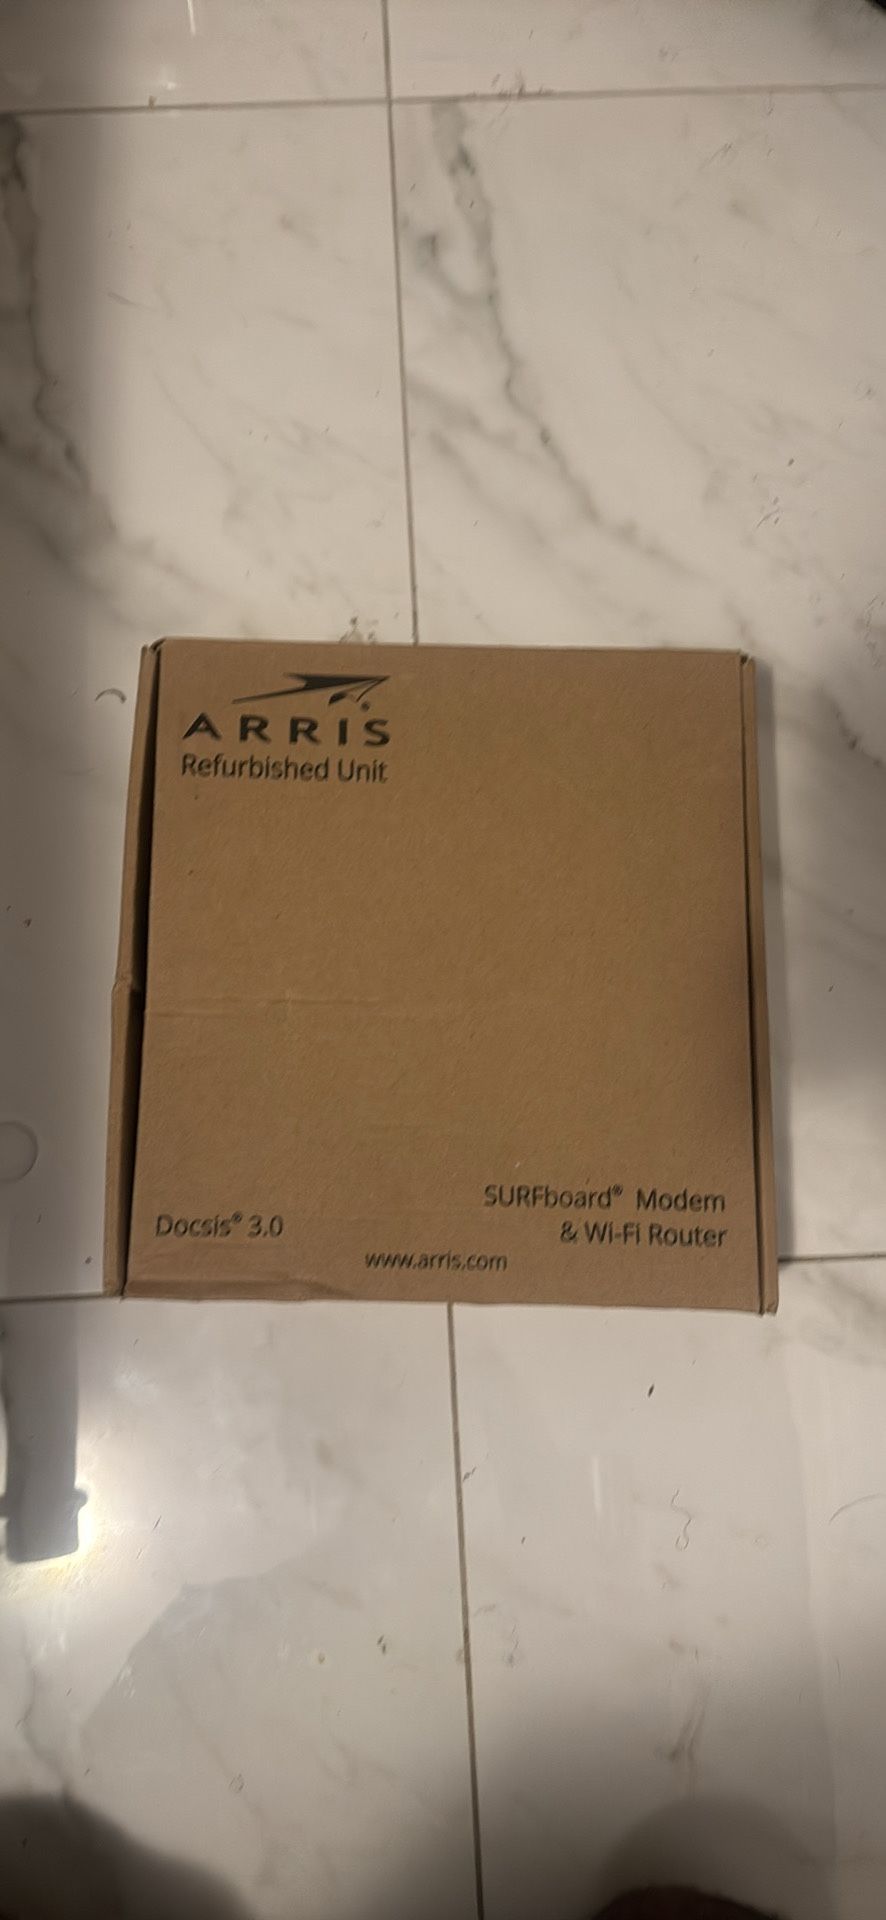 ARRIS
Refurbished Unit
SURFboard® Modem
& Wi-Fi Router
Docsis® 3.0
www.arris.com